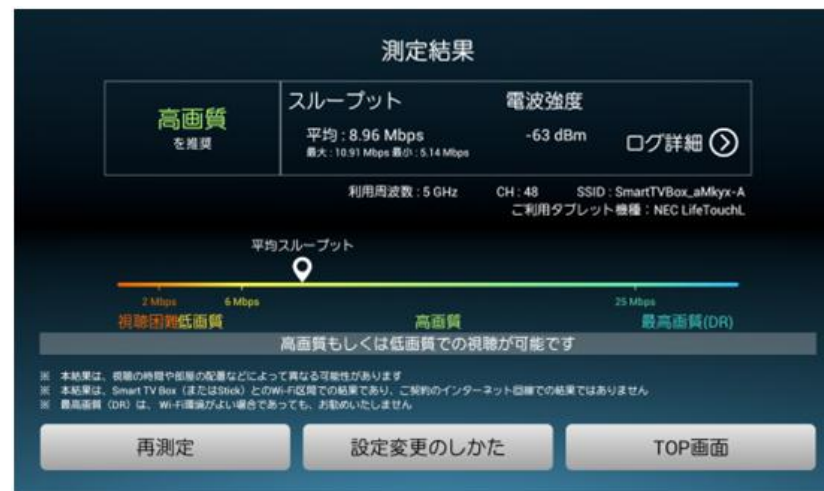 測定結果
高画質
を推奨
スループット
平均 : 8.96 Mbps
最大 : 10.91 Mbps 最小 : 5.14 Mbps
電波強度
-63 dBm
ログ詳細
利用周波数 : 5 GHz CH : 48 SSID : SmartTVBox_aMkyx-A
ご利用タブレット機種 : NEC LifeTouchL
平均スループット
2 Mbps 6 Mbps 25 Mbps
視聴困難 低画質 高画質 最高画質(DR)
高画質もしくは低画質での視聴が可能です
※ 本結果は、視聴の時間や部屋の配置などによって異なる可能性があります
※ 本結果は、Smart TV Box（またはStick）とのWi-Fi区間での結果であり、ご契約のインターネット回線での結果ではありません
※ 最高画質（DR）は、Wi-Fi環境がよい場合であっても、お勧めいたしません
再測定 設定変更のしかた TOP画面